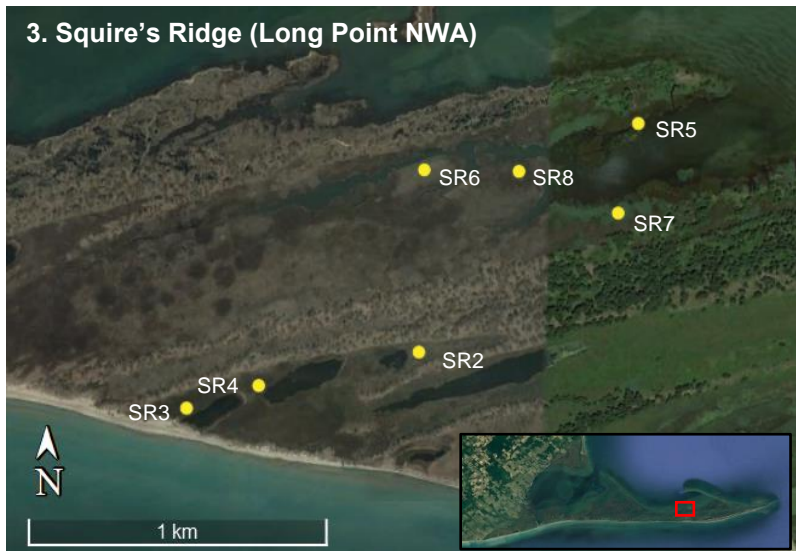 3. Squire's Ridge (Long Point NWA)
SR5
SR6
SR8
SR7
SR2
SR4
SR3
N
1 km